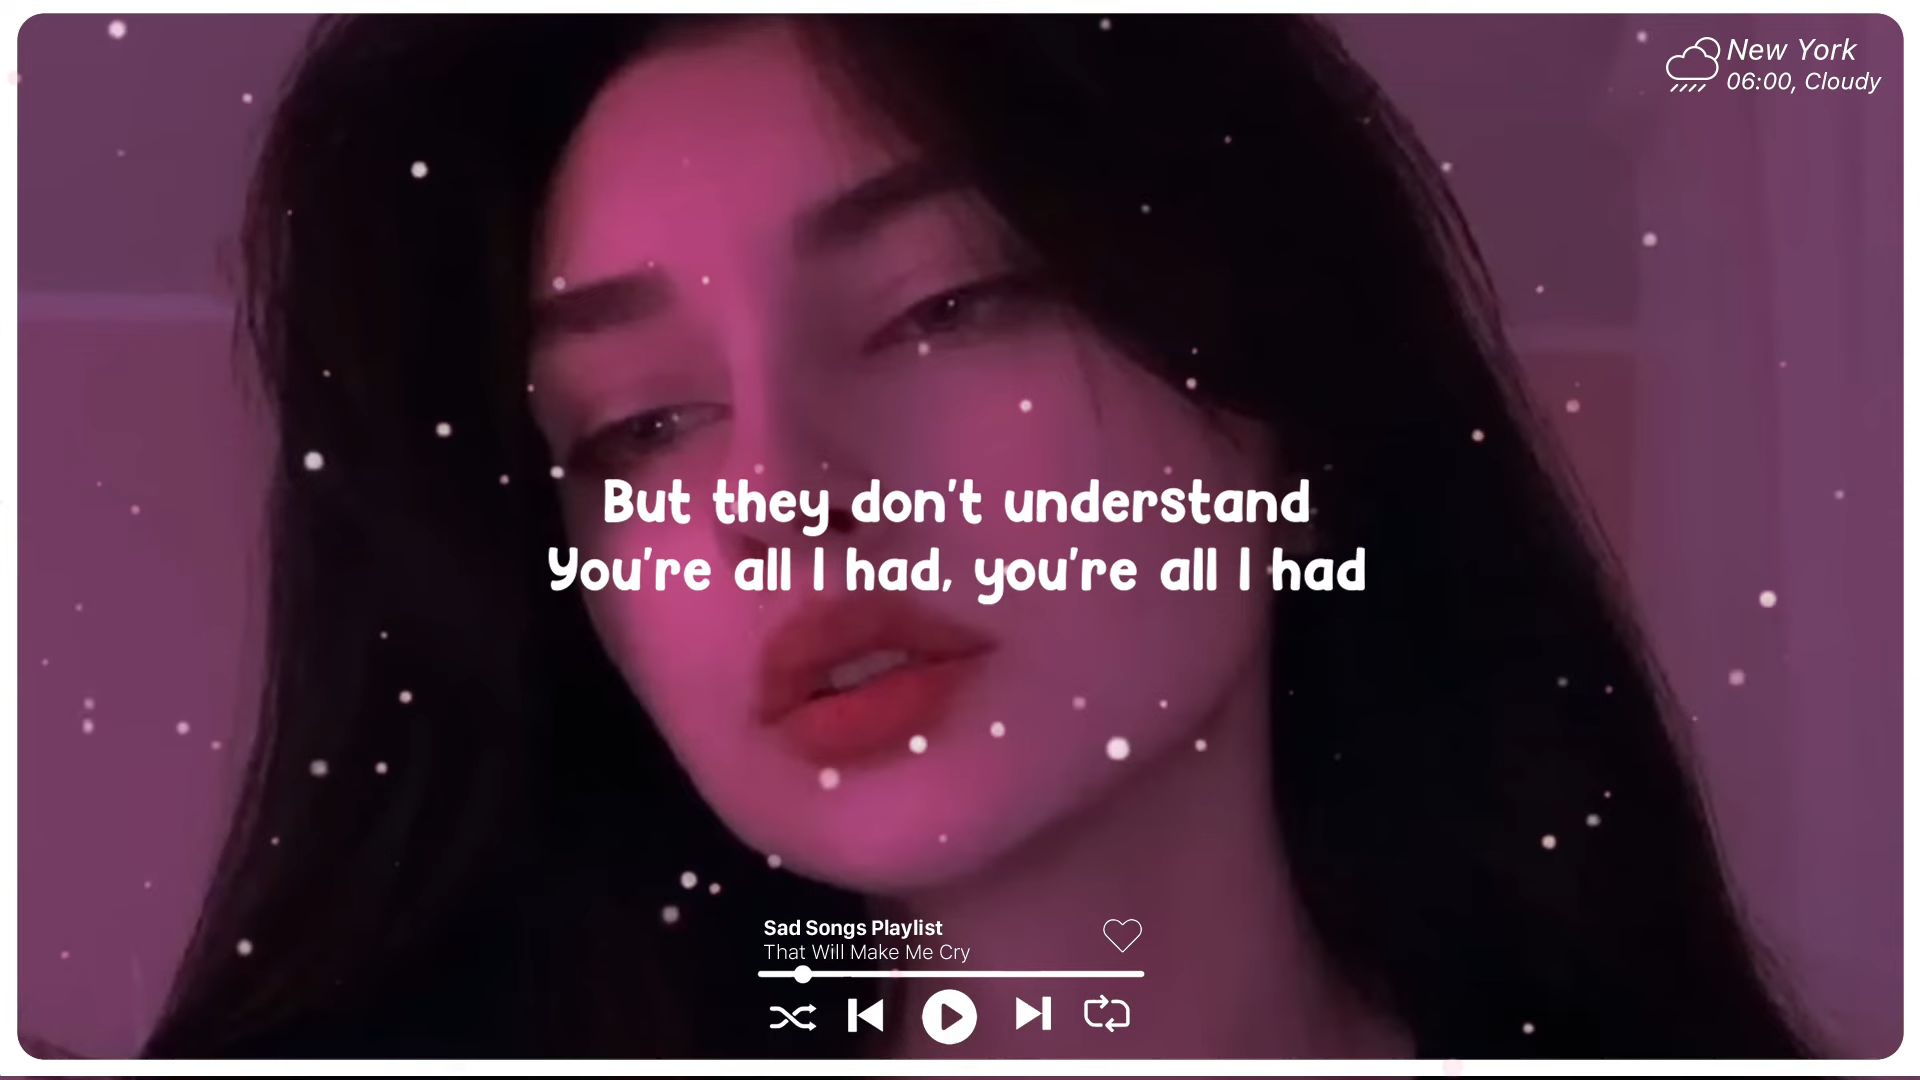 New York
06:00, Cloudy
But they don't understand
You're all I had, you're all I had
Sad Songs Playlist
That Will Make Me Cry